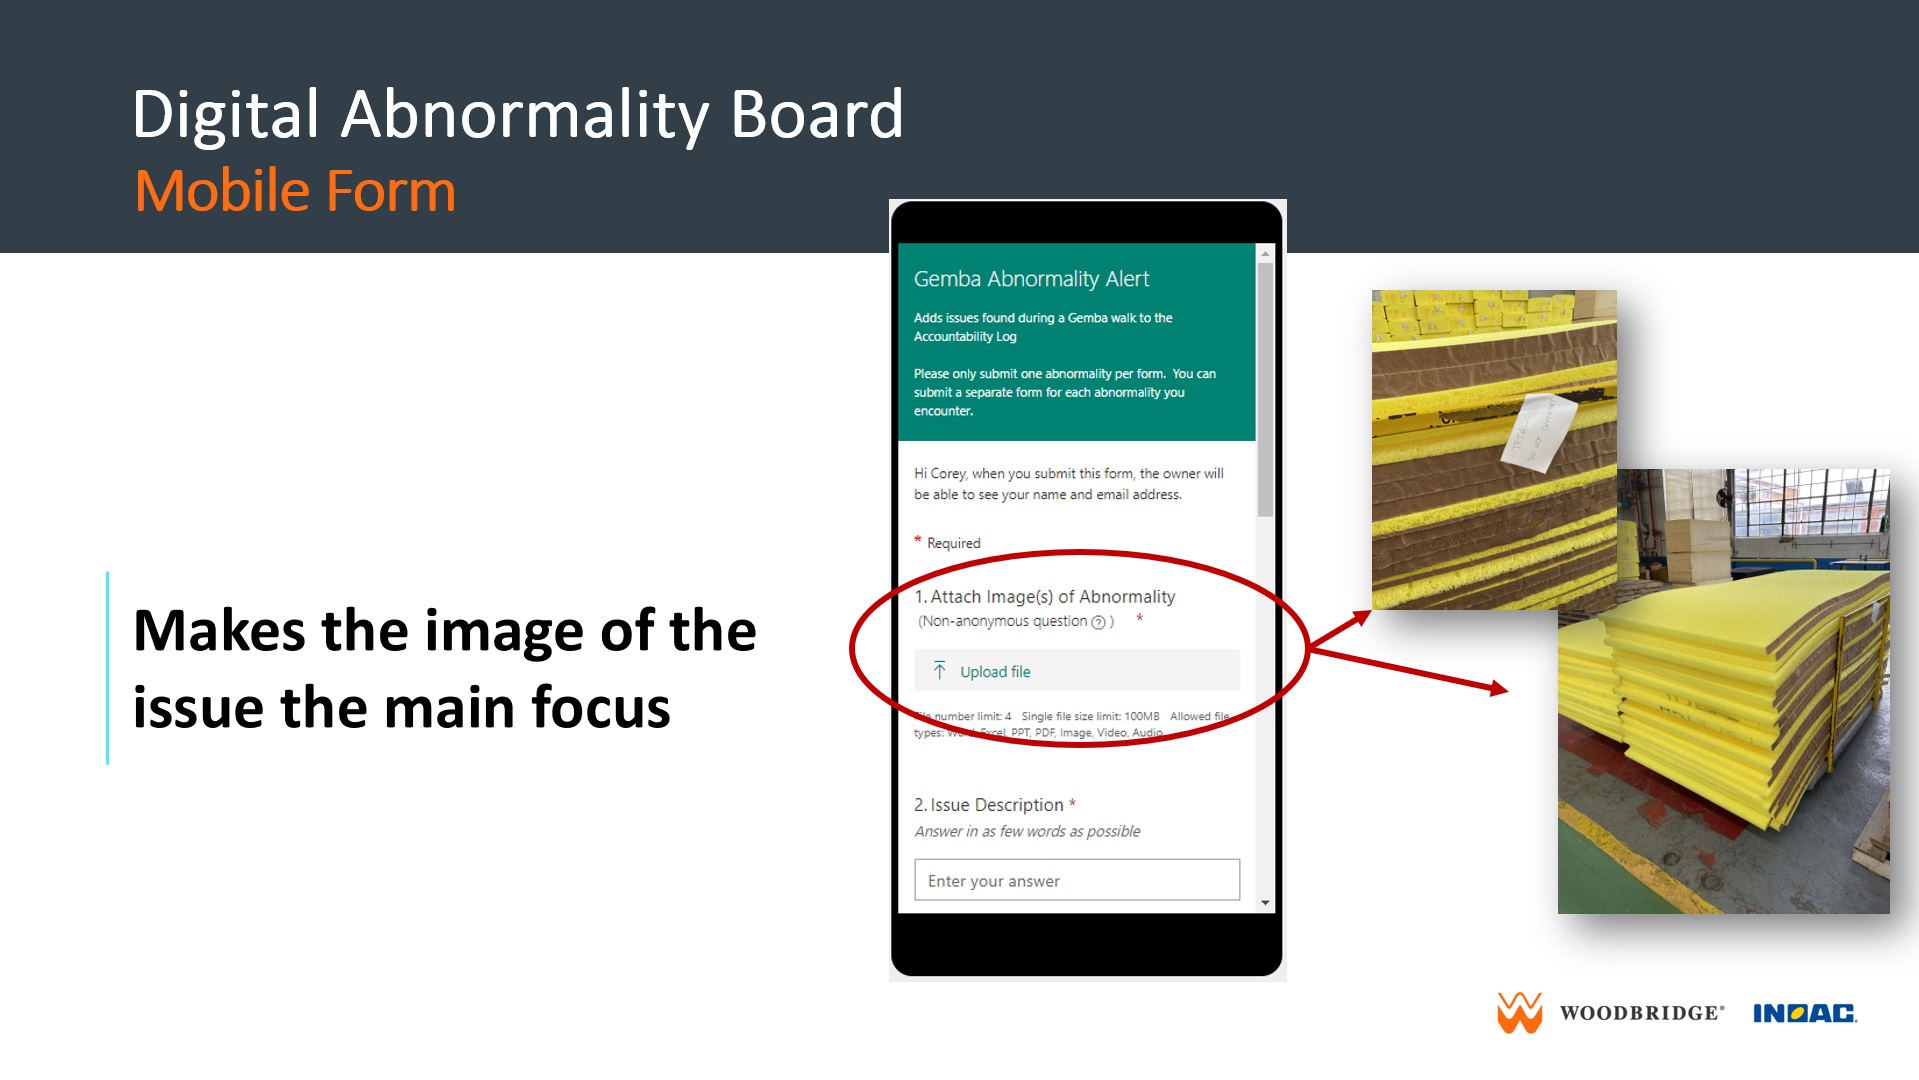 Digital Abnormality Board
Mobile Form
Makes the image of the
issue the main focus
Gemba Abnormality Alert
Adds issues found during a Gemba walk to the
Accountability Log
Please only submit one abnormality per form.  You can
submit a separate form for each abnormality you
encounter.
Hi Corey, when you submit this form, the owner will
be able to see your name and email address.
* Required
1. Attach Image(s) of Abnormality
(Non-anonymous question ? ) *
Upload file
File number limit: 4   Single file size limit: 100MB   Allowed file
types: Word, Excel, PPT, PDF, Image, Video, Audio
2. Issue Description *
Answer in as few words as possible
Enter your answer
TRIAL
WOODBRIDGE®
INOAC